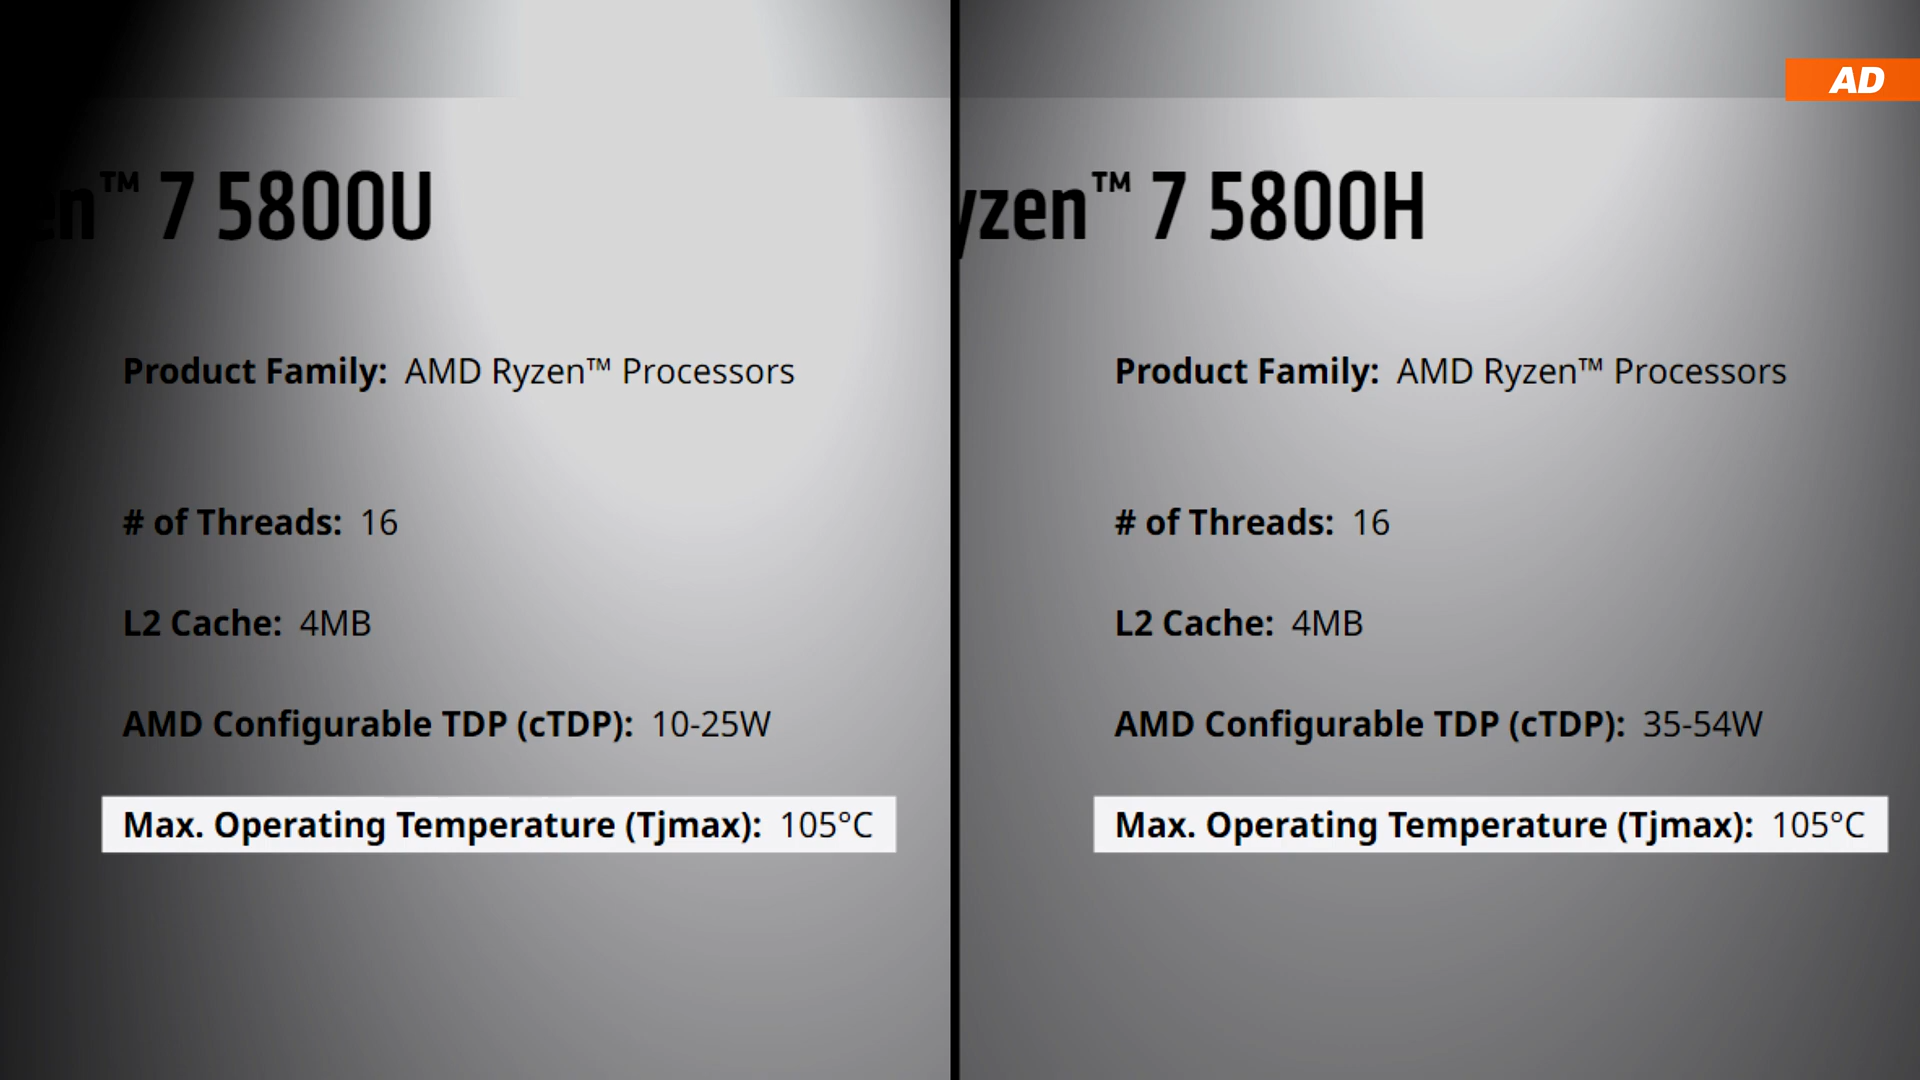 en™ 7 5800U
Product Family: AMD Ryzen™ Processors
# of Threads: 16
L2 Cache: 4MB
AMD Configurable TDP (cTDP): 10-25W
Max. Operating Temperature (Tjmax): 105°C
AD
yzen™ 7 5800H
Product Family: AMD Ryzen™ Processors
# of Threads: 16
L2 Cache: 4MB
AMD Configurable TDP (cTDP): 35-54W
Max. Operating Temperature (Tjmax): 105°C